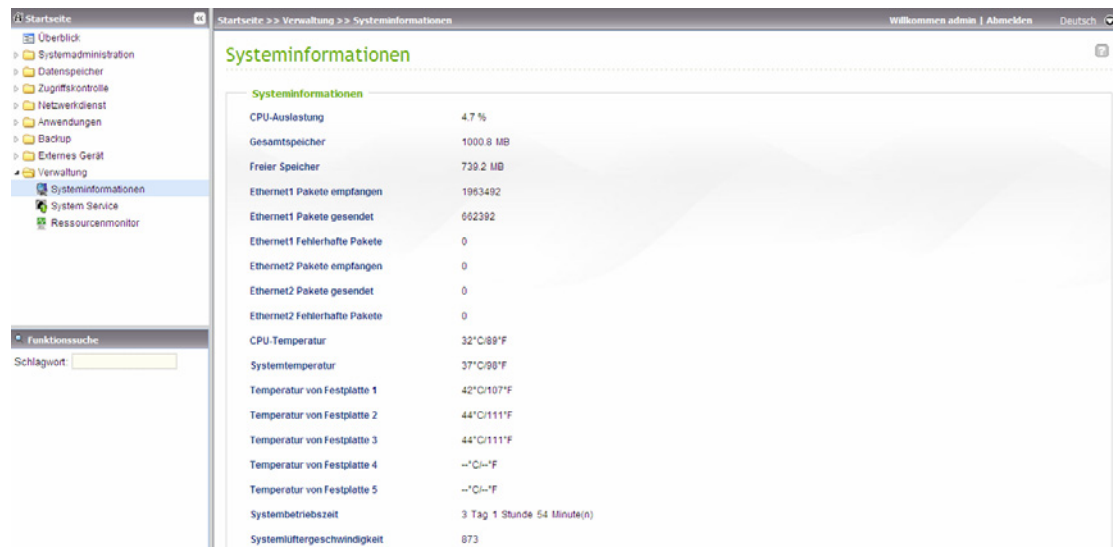 Startseite
Startseite >> Verwaltung >> Systeminformationen
Willkommen admin | Abmelden
Deutsch
Überblick
Systemadministration
Datenspeicher
Zugriffskontrolle
Netzwerkdienst
Anwendungen
Backup
Externes Gerät
Verwaltung
Systeminformationen
System Service
Ressourcenmonitor
Funktionssuche
Schlagwort:
Systeminformationen
Systeminformationen
CPU-Auslastung 4.7 %
Gesamtspeicher 1000.8 MB
Freier Speicher 739.2 MB
Ethernet1 Pakete empfangen 1963492
Ethernet1 Pakete gesendet 662392
Ethernet1 Fehlerhafte Pakete 0
Ethernet2 Pakete empfangen 0
Ethernet2 Pakete gesendet 0
Ethernet2 Fehlerhafte Pakete 0
CPU-Temperatur 32°C/89°F
Systemtemperatur 37°C/98°F
Temperatur von Festplatte 1 42°C/107°F
Temperatur von Festplatte 2 44°C/111°F
Temperatur von Festplatte 3 44°C/111°F
Temperatur von Festplatte 4 --°C/--°F
Temperatur von Festplatte 5 --°C/--°F
Systembetriebszeit 3 Tag 1 Stunde 54 Minute(n)
Systemlüftergeschwindigkeit 873